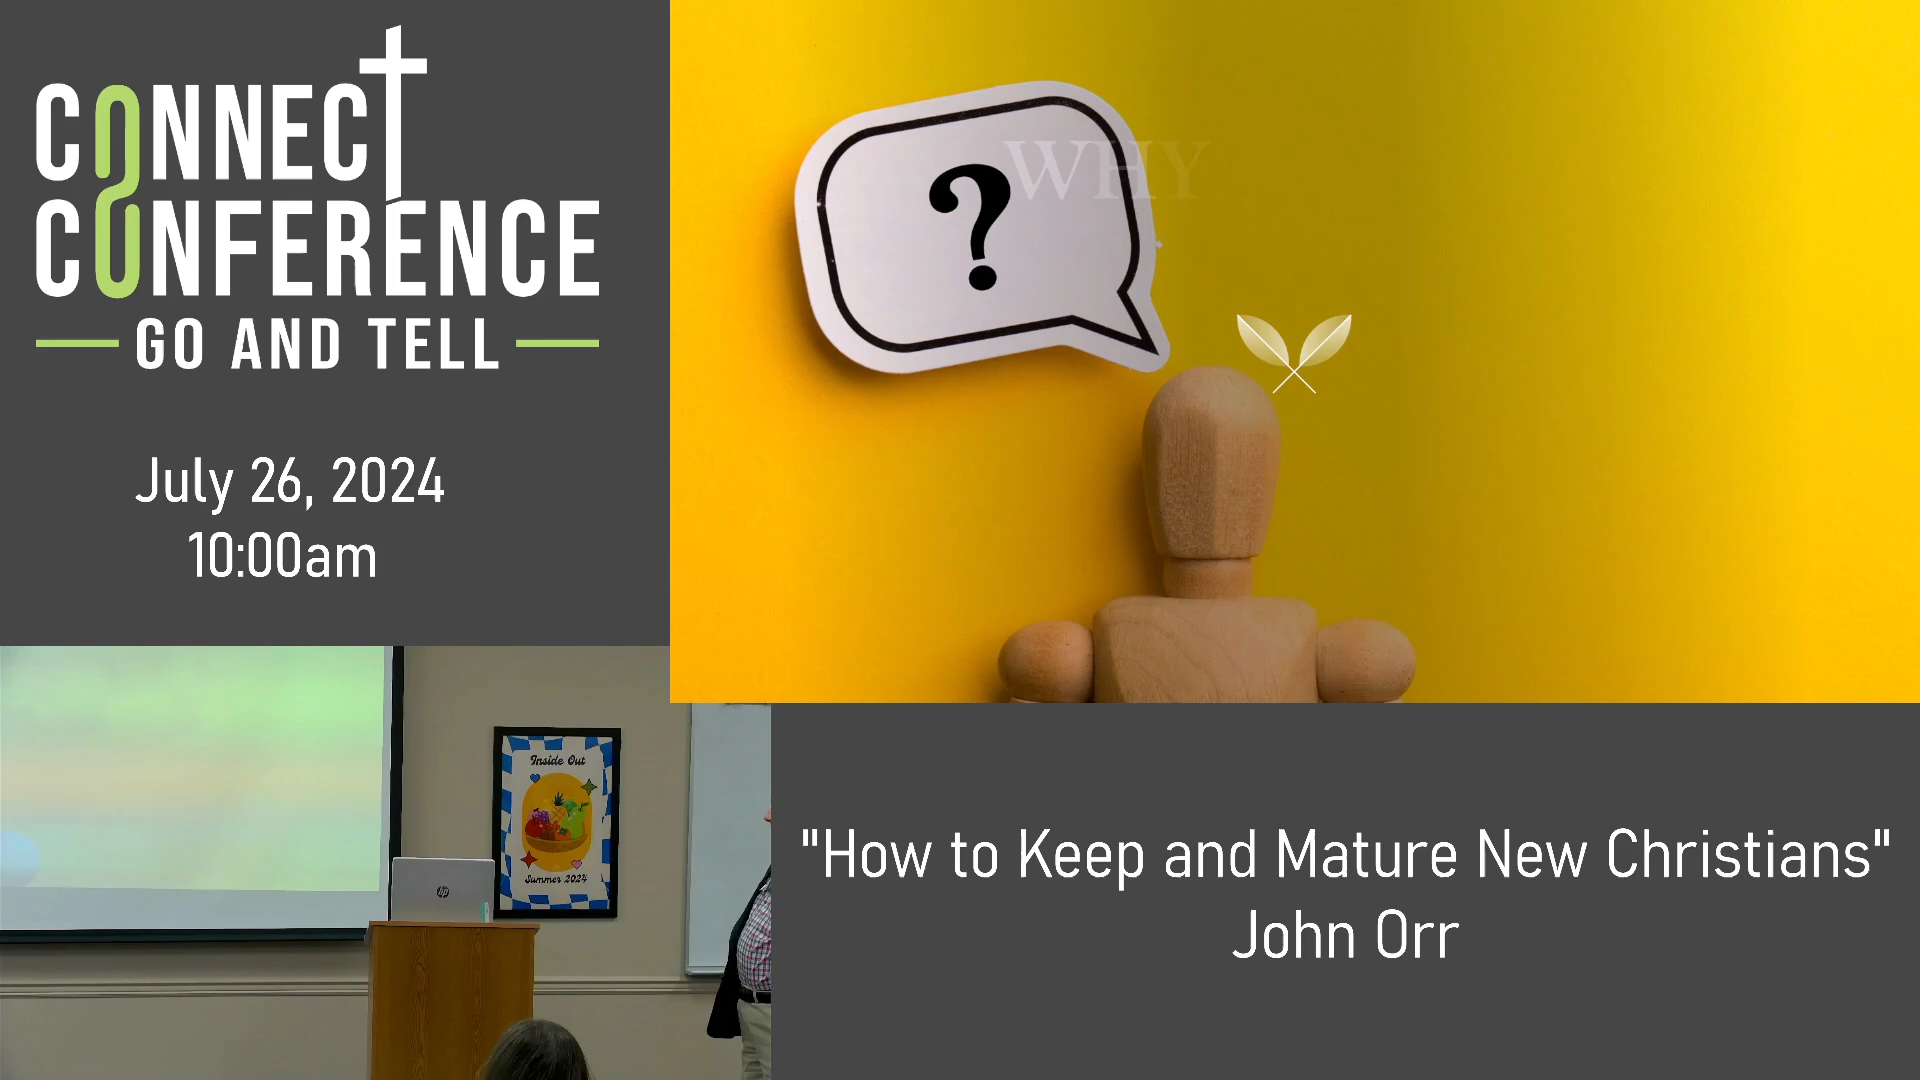 CONNECT
CONFERENCE
GO AND TELL
July 26, 2024
10:00am
?
WHY
Inside Out
Summer 2024
hp
"How to Keep and Mature New Christians"
John Orr